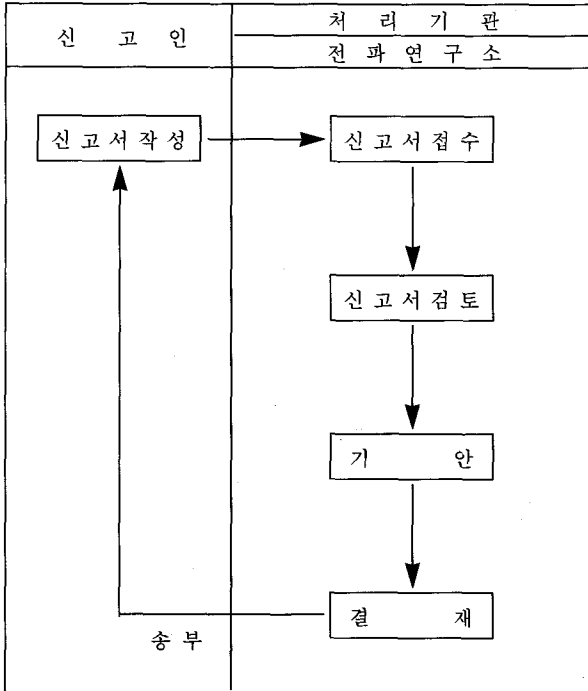 처 리 기 관
신 고 인
전 파 연 구 소
신 고 서 작 성
신 고 서 접 수
신 고 서 검 토
기 안
결 재
송 부